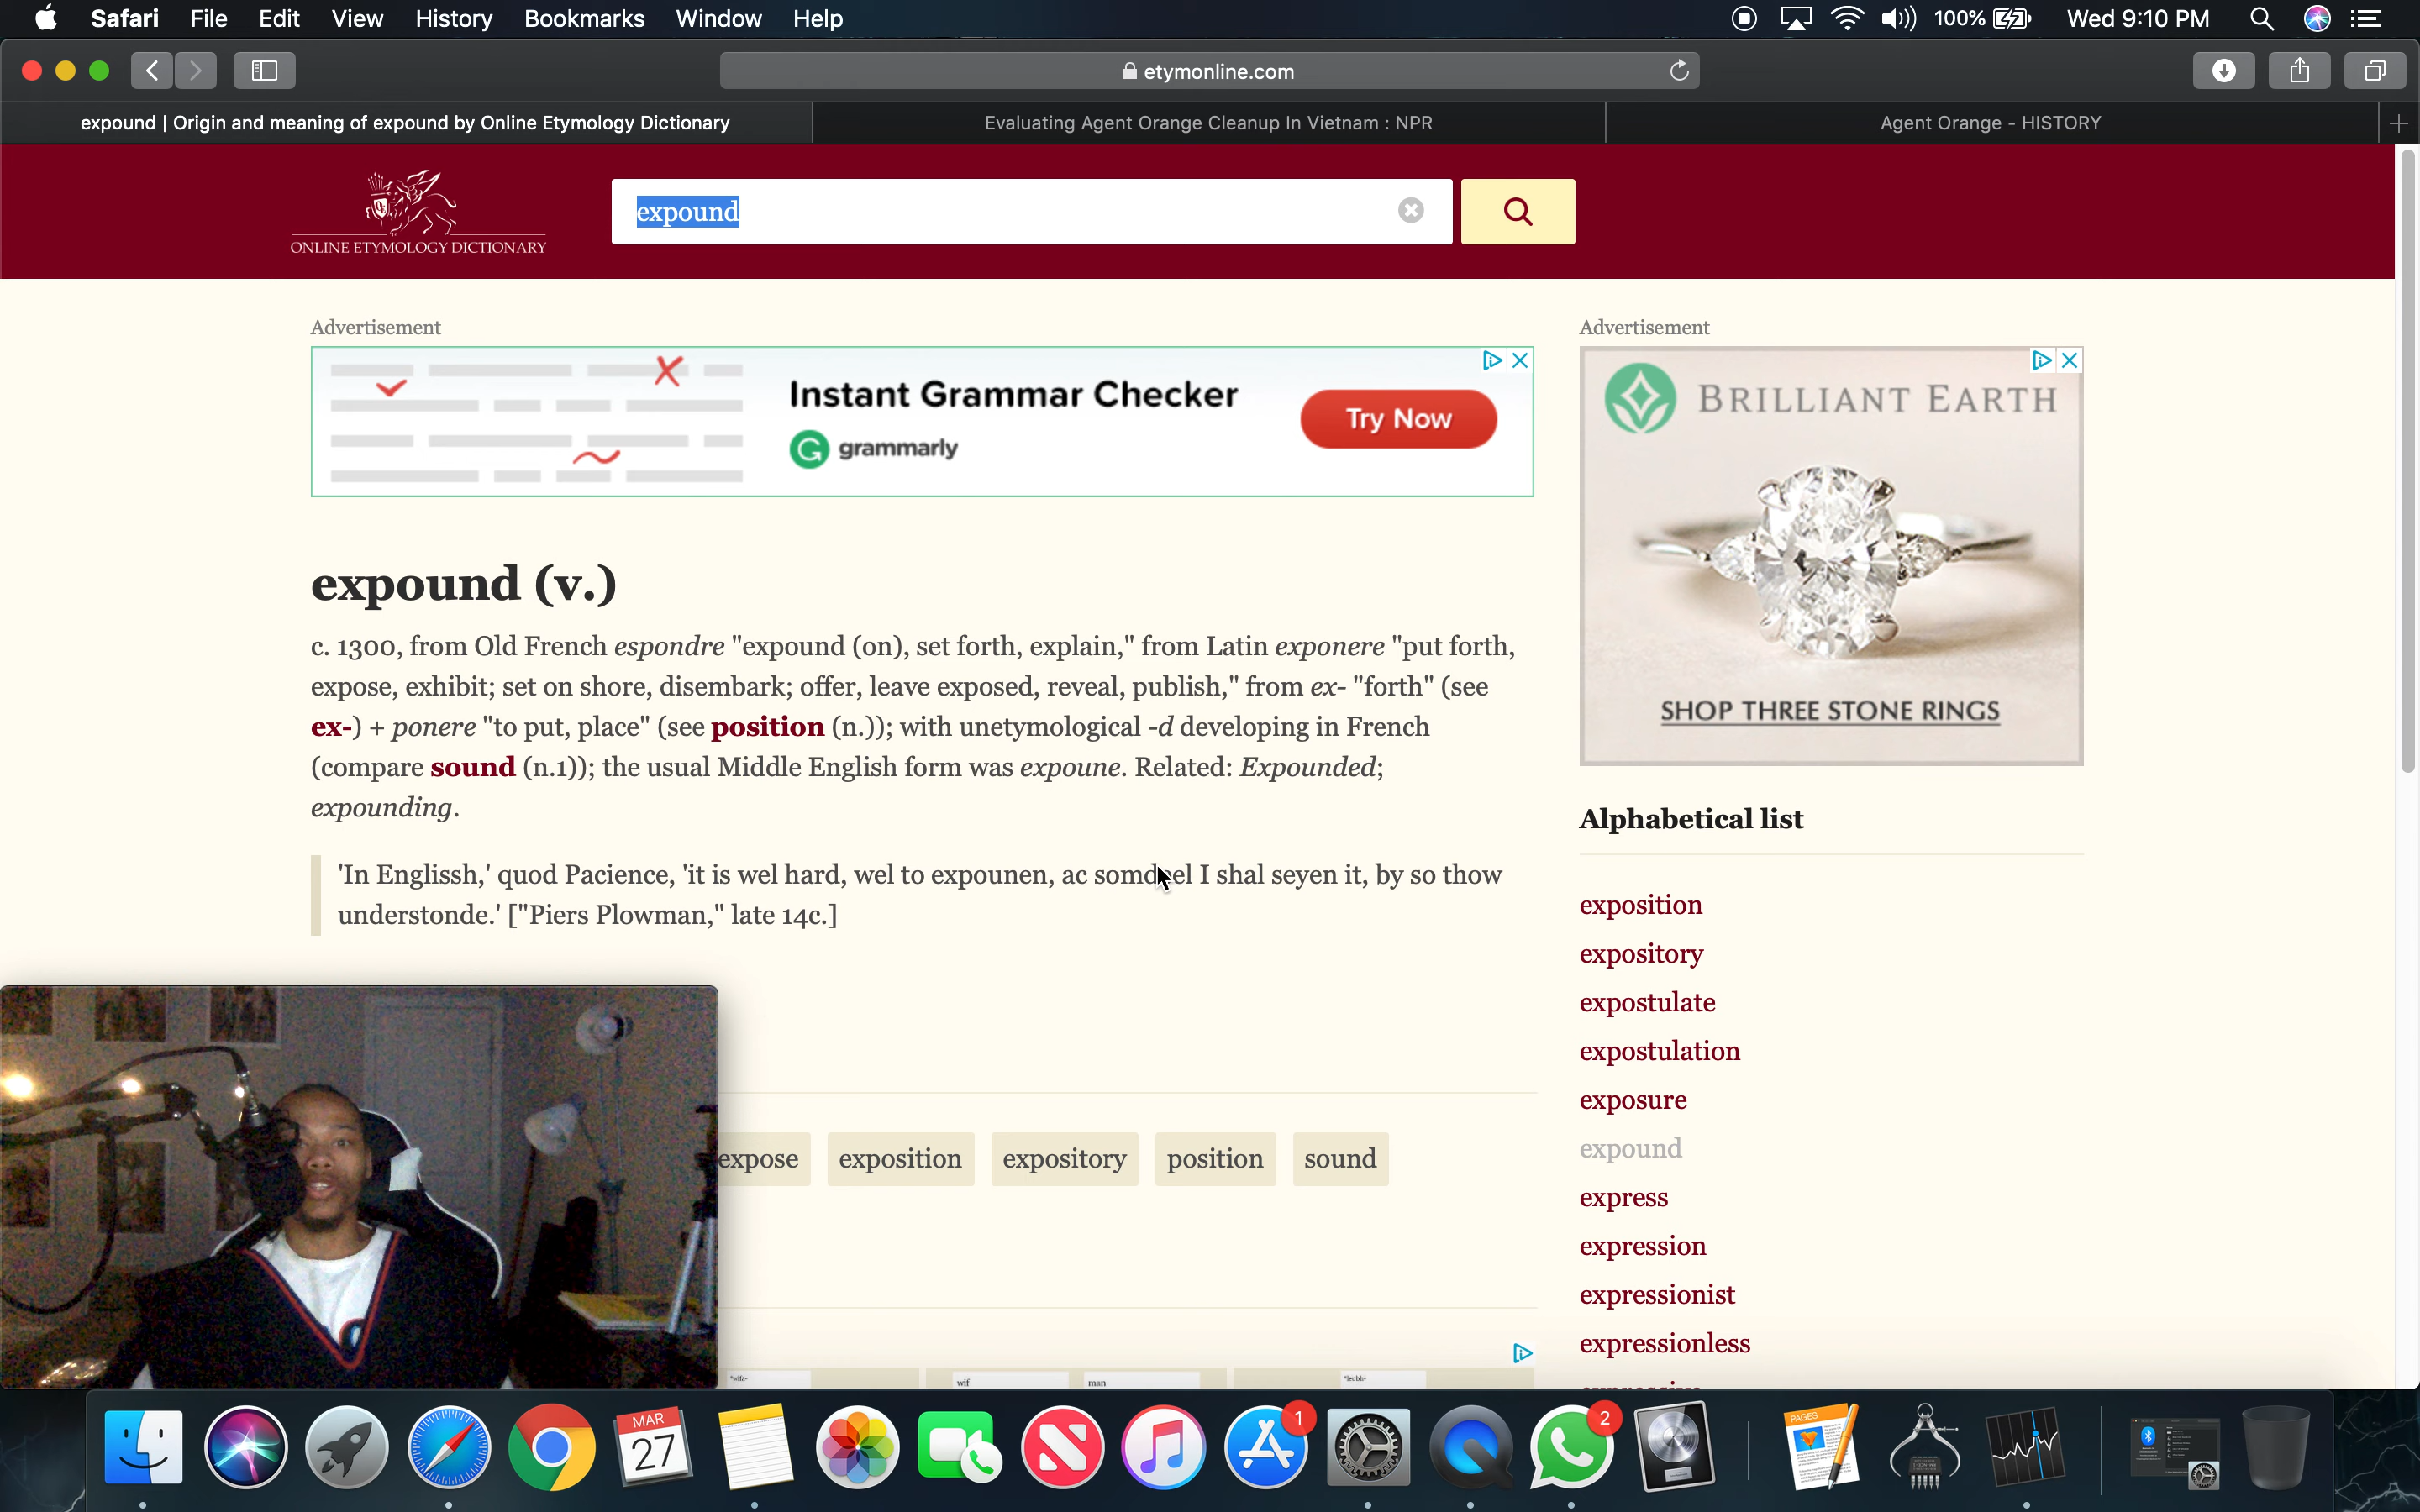 Safari File Edit View History Bookmarks Window Help 100% Wed 9:10 PM
etymonline.com
expound | Origin and meaning of expound by Online Etymology Dictionary
Evaluating Agent Orange Cleanup In Vietnam : NPR
Agent Orange - HISTORY
ONLINE ETYMOLOGY DICTIONARY
expound
Advertisement
Instant Grammar Checker
grammarly
Try Now
expound (v.)
c. 1300, from Old French espondre "expound (on), set forth, explain," from Latin exponere "put forth,
expose, exhibit; set on shore, disembark; offer, leave exposed, reveal, publish," from ex- "forth" (see
ex-) + ponere "to put, place" (see position (n.)); with unetymological -d developing in French
(compare sound (n.1)); the usual Middle English form was expoune. Related: Expounded;
expounding.
'In Englissh,' quod Pacience, 'it is wel hard, wel to expounen, ac somdeel I shal seyen it, by so thow
understonde.' ["Piers Plowman," late 14c.]
expose exposition expository position sound
wif
man
Advertisement
BRILLIANT EARTH
SHOP THREE STONE RINGS
Alphabetical list
exposition
expository
expostulate
expostulation
exposure
expound
express
expression
expressionist
expressionless
MAR
27
1
2
PAGES